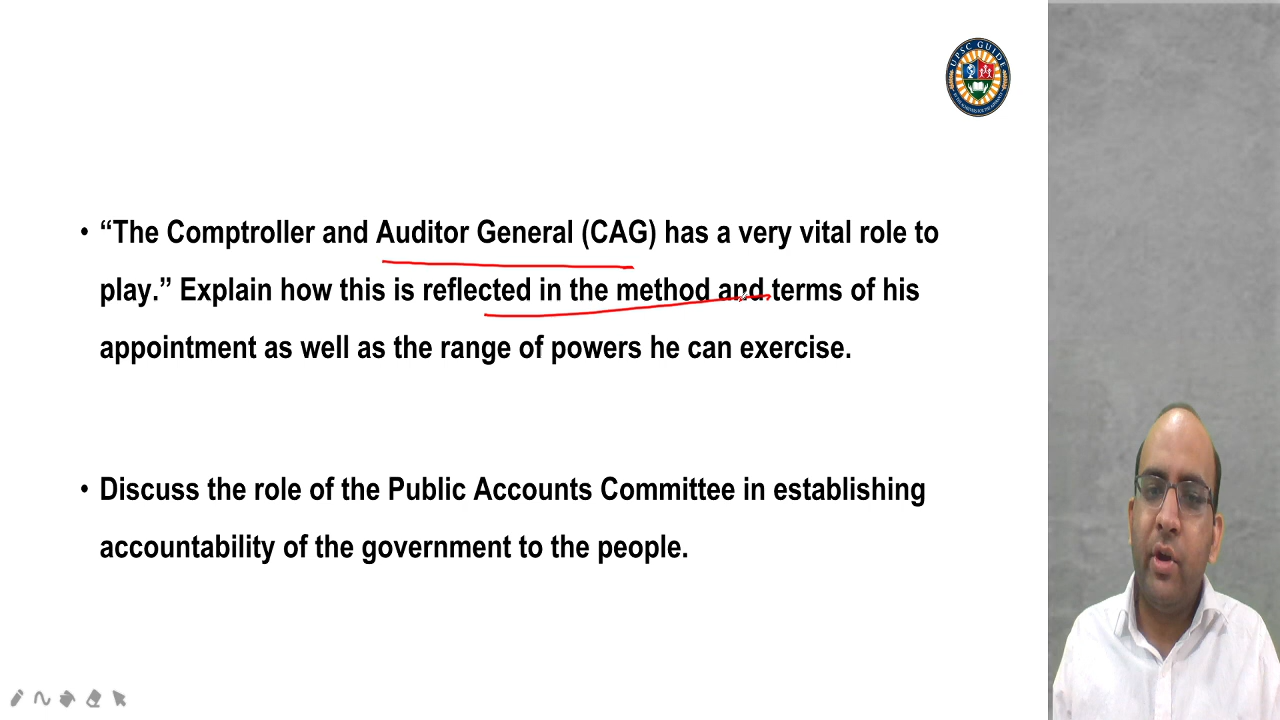 UPSC GUIDE
• “The Comptroller and Auditor General (CAG) has a very vital role to
play.” Explain how this is reflected in the method and terms of his
appointment as well as the range of powers he can exercise.
• Discuss the role of the Public Accounts Committee in establishing
accountability of the government to the people.